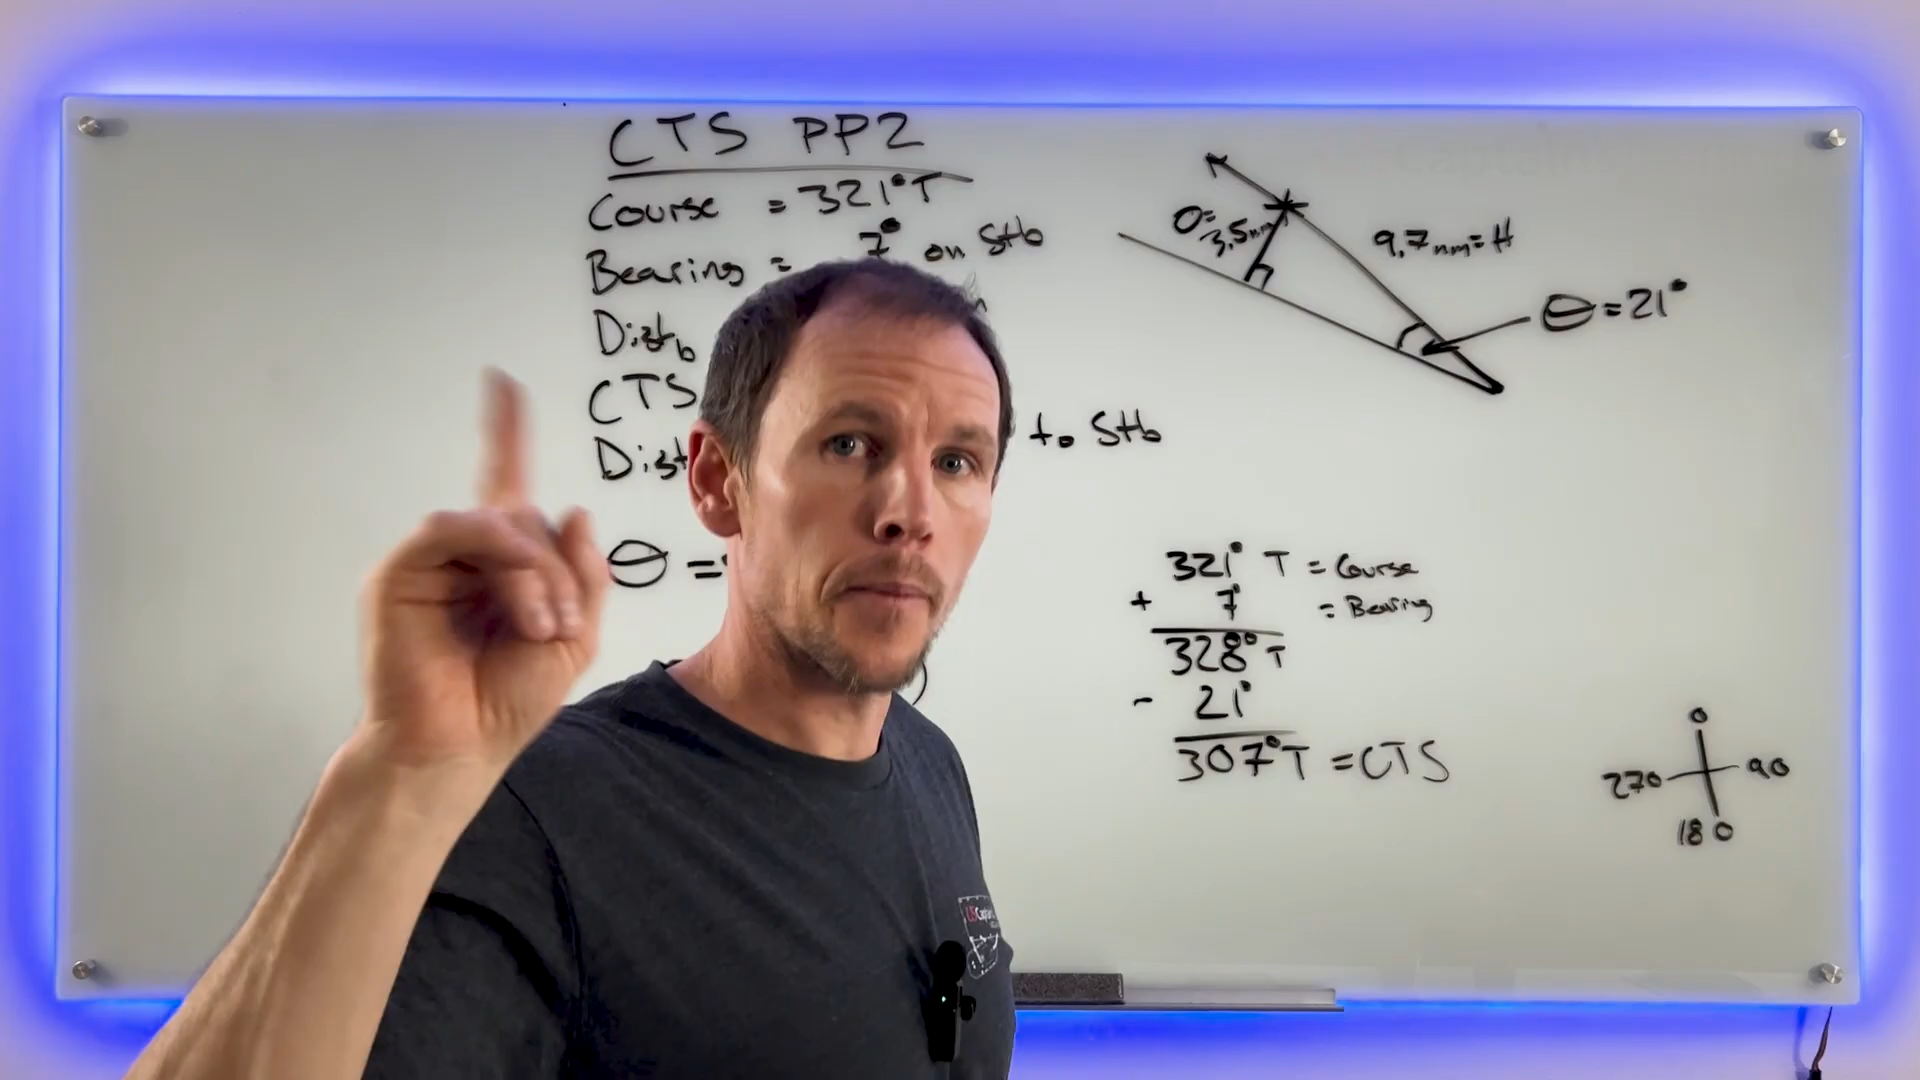 CTS PP2
Course = 321° T
Bearing = 7° on Stb
Dist
CTS
Dist to Stb
θ =
O = 3.5nm
9.7nm = H
θ = 21°
321° T = Course
+ 7° = Bearing
328° T
- 21°
307° T = CTS
0
270 90
180